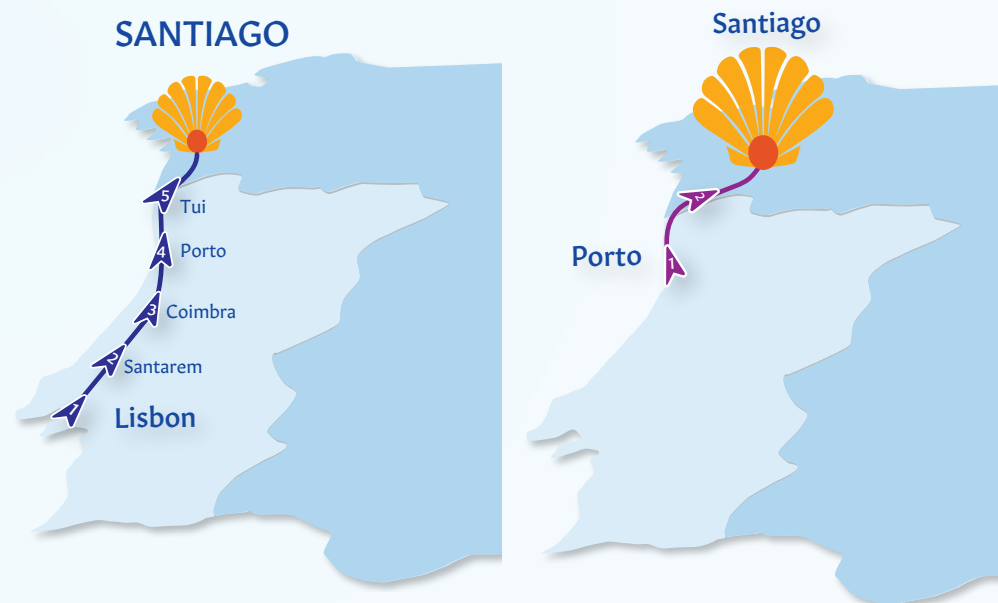 SANTIAGO
5
Tui
4
Porto
3
Coimbra
2
Santarem
1
Lisbon
Santiago
2
Porto
1